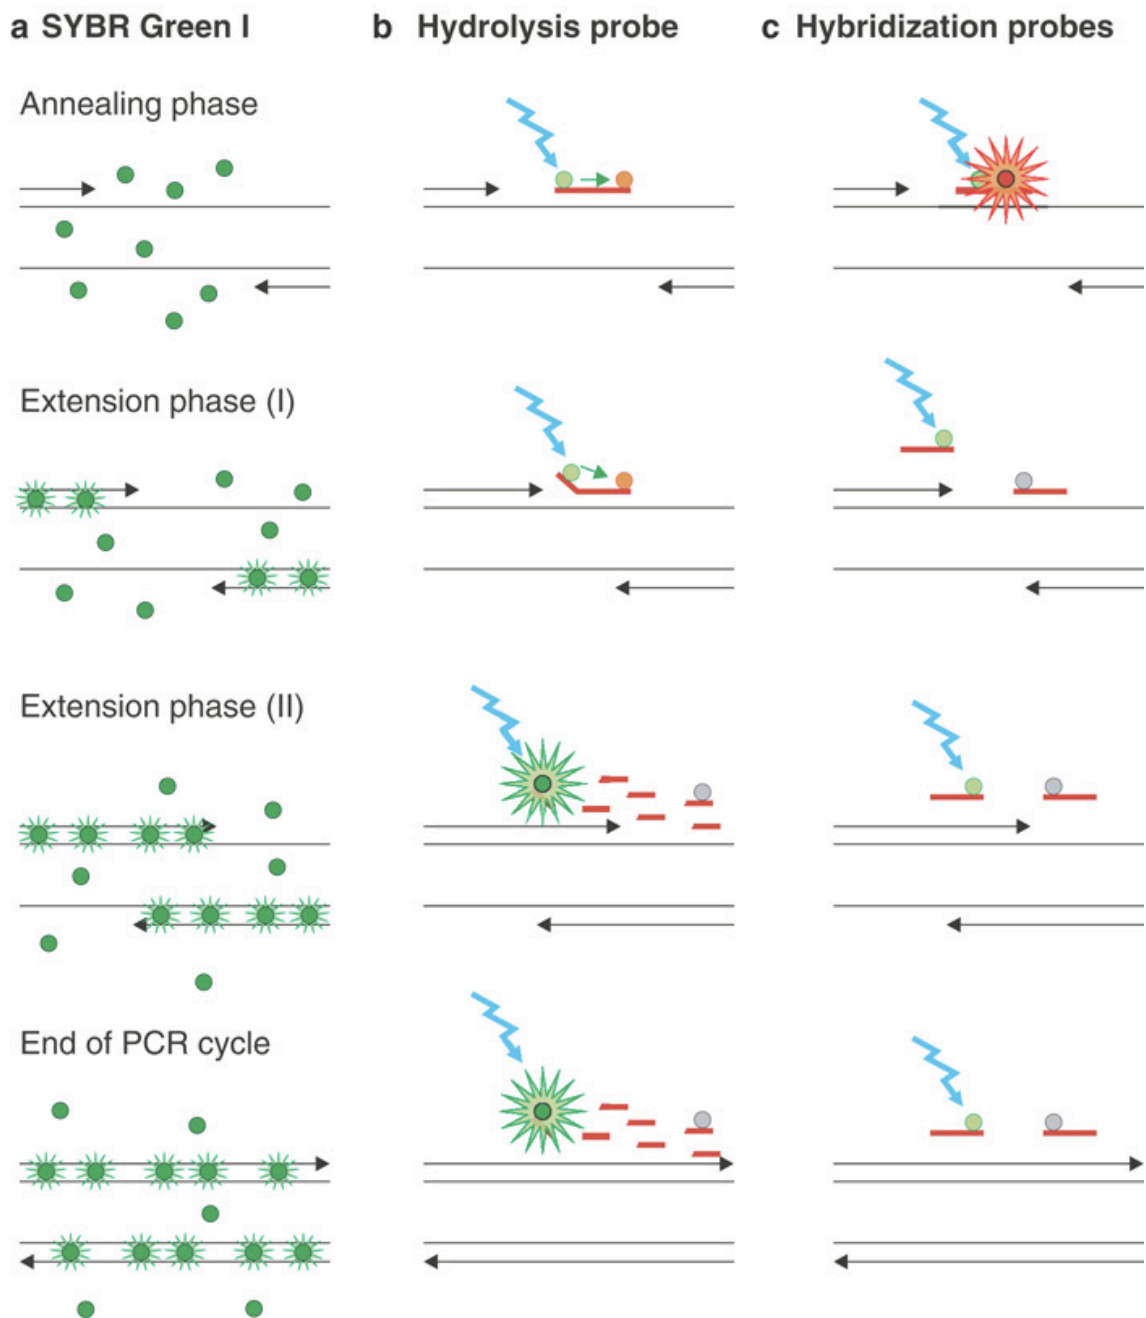 a SYBR Green I
b Hydrolysis probe
c Hybridization probes
Annealing phase
Extension phase (I)
Extension phase (II)
End of PCR cycle